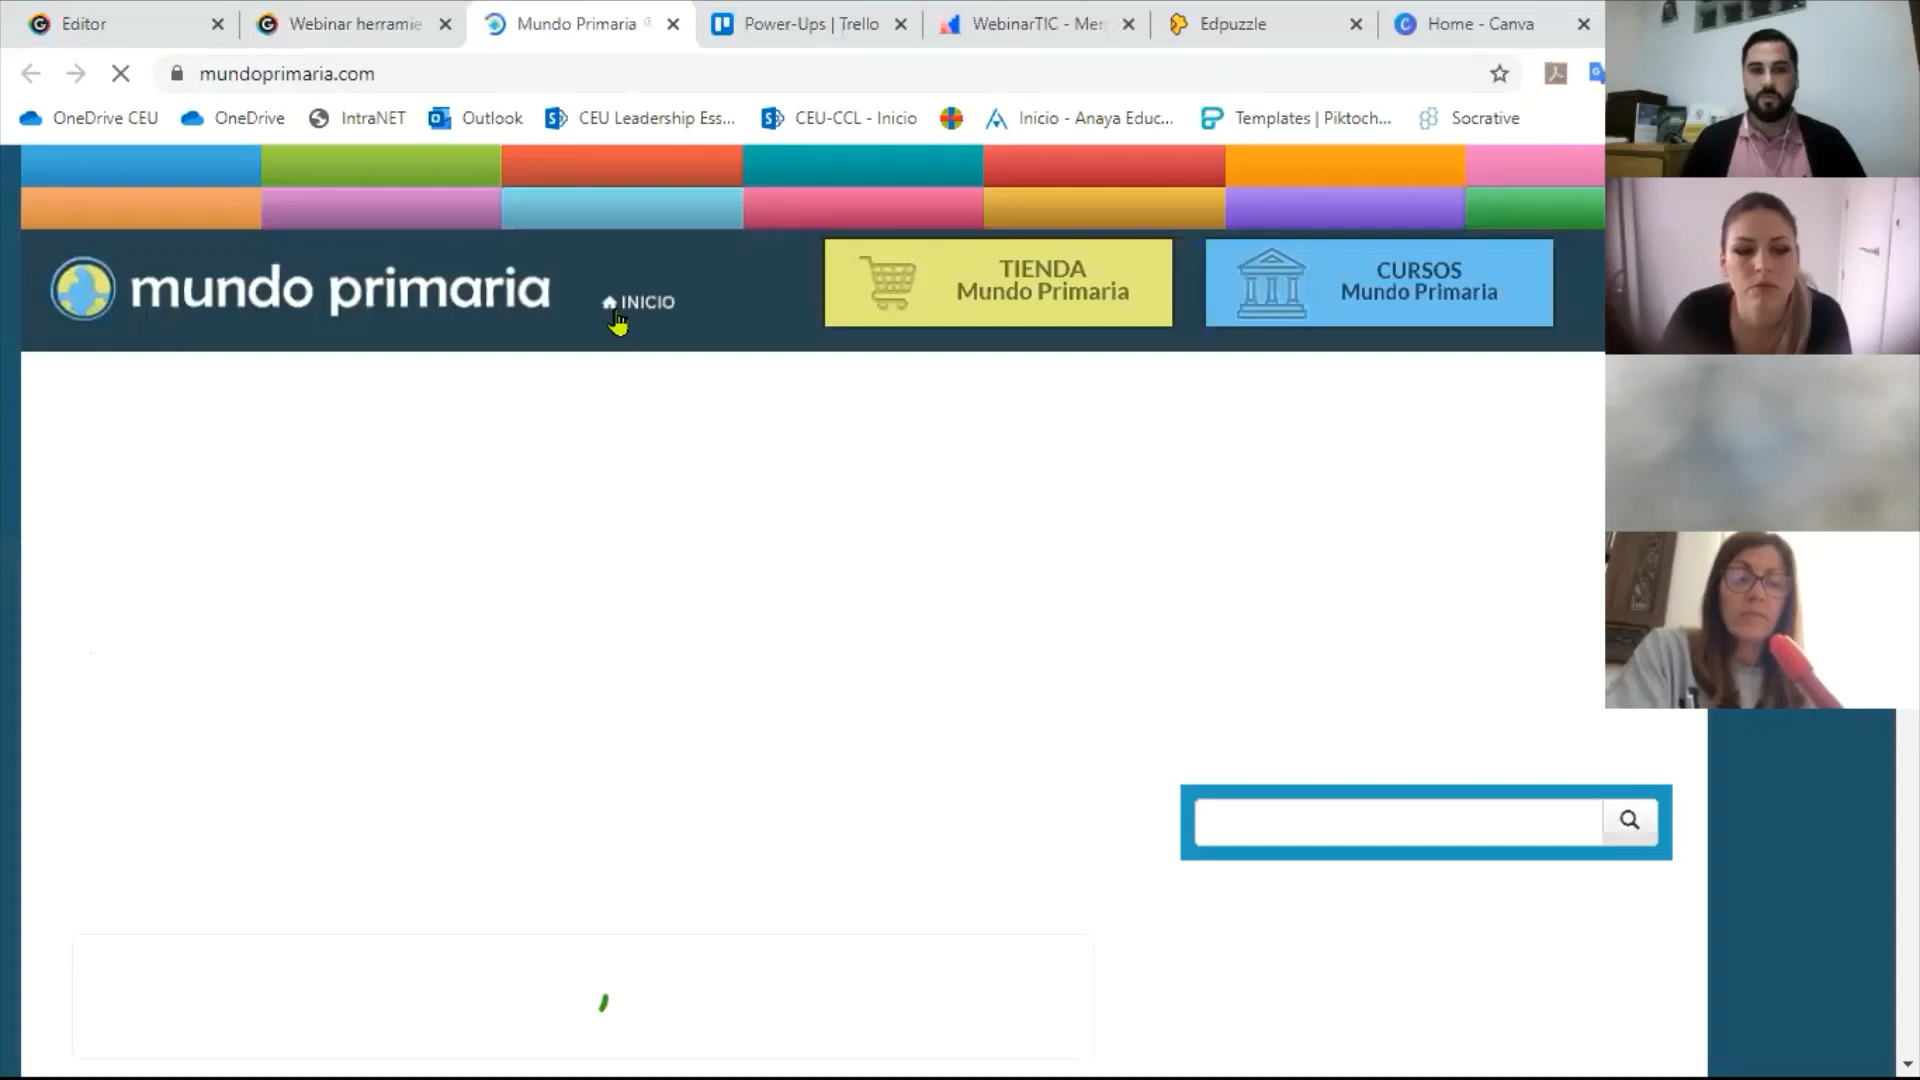 Editor
Webinar herramie
Mundo Primaria
Power-Ups | Trello
WebinarTIC - Mer
Edpuzzle
Home - Canva
mundoprimaria.com
OneDrive CEU
OneDrive
IntraNET
Outlook
CEU Leadership Ess...
CEU-CCL - Inicio
Inicio - Anaya Educ...
Templates | Piktoch...
Socrative
mundo primaria
INICIO
TIENDA
Mundo Primaria
CURSOS
Mundo Primaria